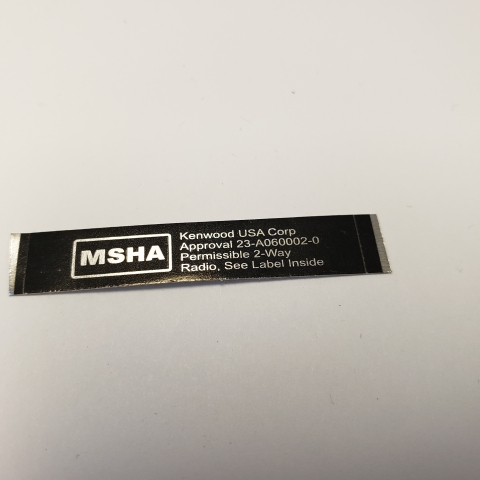 MSHA
Kenwood USA Corp
Approval 23-A060002-0
Permissible 2-Way
Radio, See Label Inside